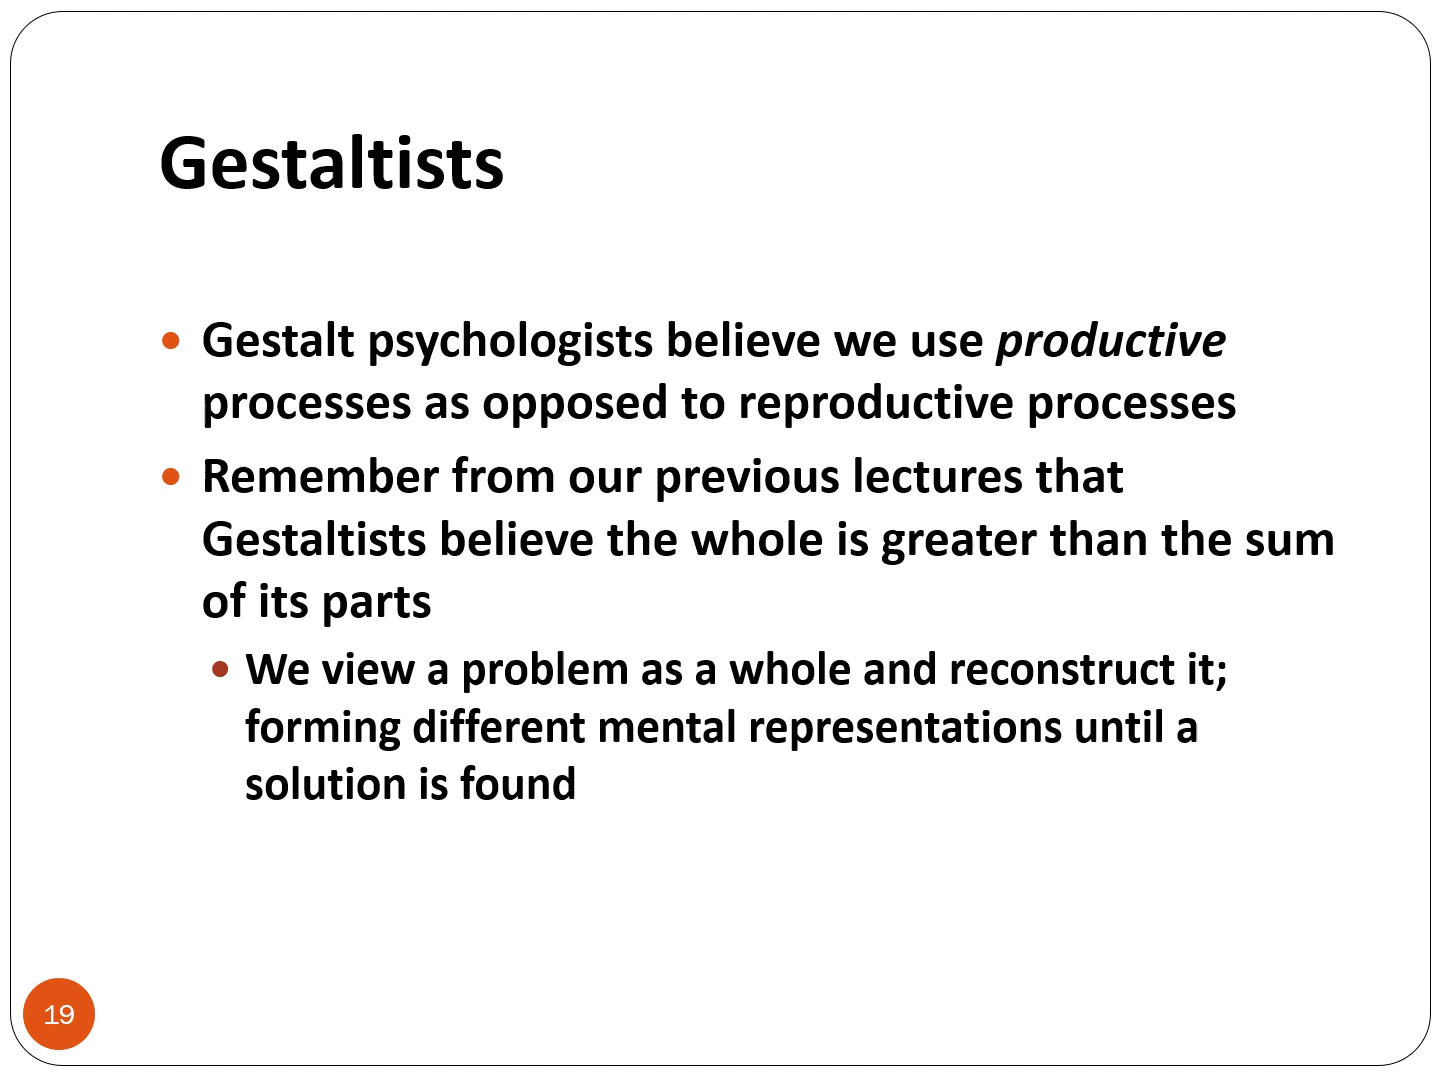 Gestaltists
• Gestalt psychologists believe we use productive
processes as opposed to reproductive processes
• Remember from our previous lectures that
Gestaltists believe the whole is greater than the sum
of its parts
• We view a problem as a whole and reconstruct it;
forming different mental representations until a
solution is found
19